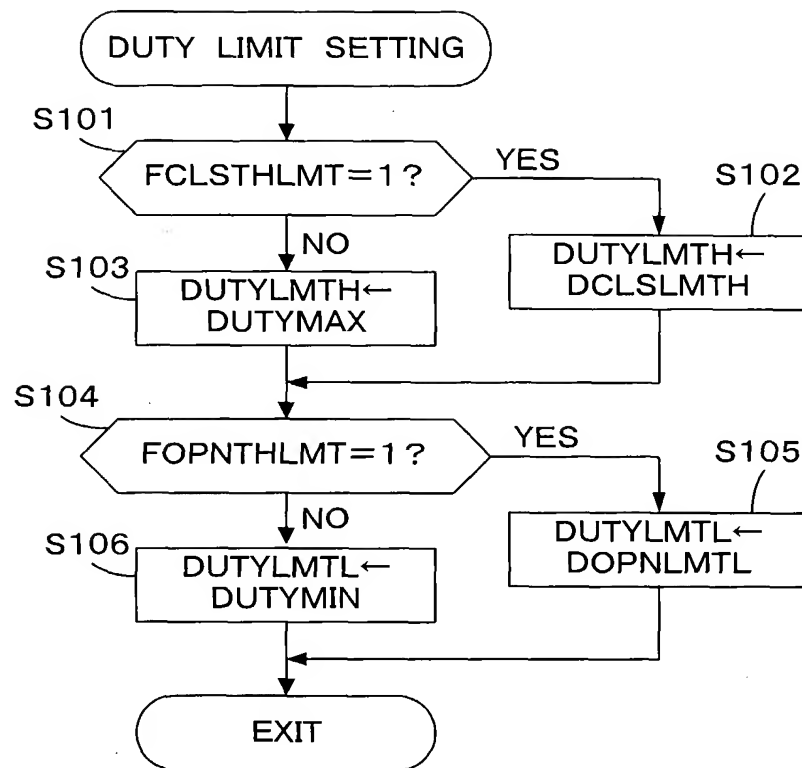 DUTY LIMIT SETTING
S101
FCLSTHLMT=1?
YES
S102
DUTYLMTH←
DCLSLMTH
NO
S103
DUTYLMTH←
DUTYMAX
S104
FOPNTHLMT=1?
YES
S105
DUTYLMTL←
DOPNLMTL
NO
S106
DUTYLMTL←
DUTYMIN
EXIT